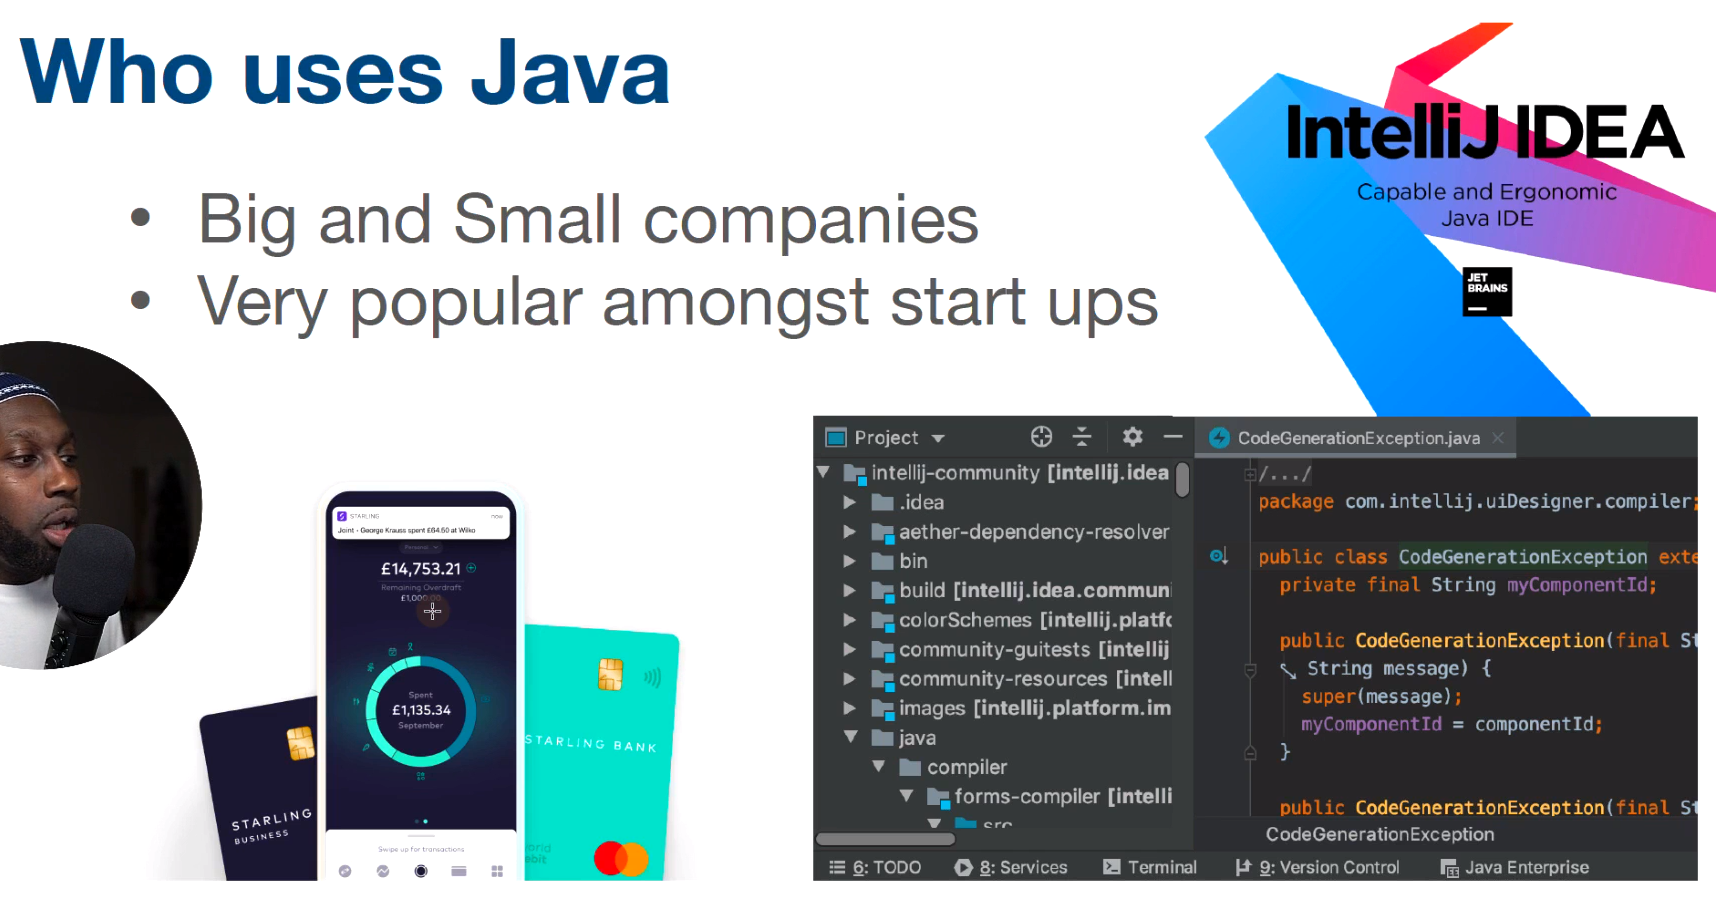 Who uses Java
• Big and Small companies
• Very popular amongst start ups
IntelliJ IDEA
Capable and Ergonomic
Java IDE
JET
BRAINS
STARLING
now
Joint • George Krauss spent £64.50 at Wilko
Personal
£14,753.21
Remaining Overdraft
£1,000.00
Spent
£1,135.34
September
Swipe up for transactions
STARLING
BUSINESS
STARLING BANK
Project
intellij-community [intellij.idea
.idea
aether-dependency-resolver
bin
build [intellij.idea.commun
colorSchemes [intellij.platfo
community-guitests [intellij
community-resources [intell
images [intellij.platform.im
java
compiler
forms-compiler [intelli
src
CodeGenerationException.java
/.../
package com.intellij.uiDesigner.compiler;
public class CodeGenerationException exte
private final String myComponentId;
public CodeGenerationException(final St
String message) {
super(message);
myComponentId = componentId;
}
public CodeGenerationException(final St
CodeGenerationException
6: TODO
8: Services
Terminal
9: Version Control
Java Enterprise